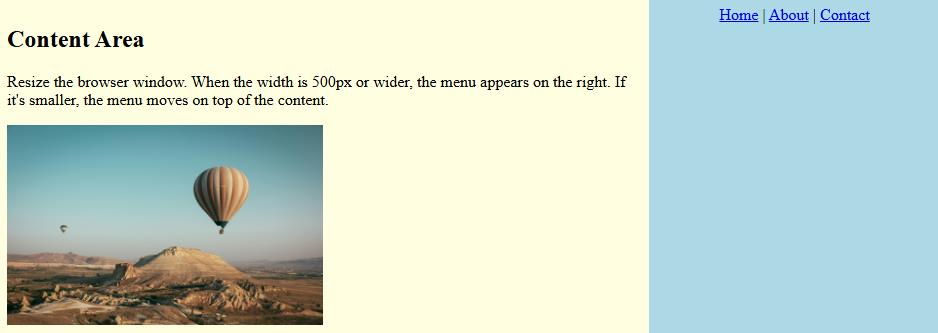 Home | About | Contact
Content Area
Resize the browser window. When the width is 500px or wider, the menu appears on the right. If
it's smaller, the menu moves on top of the content.